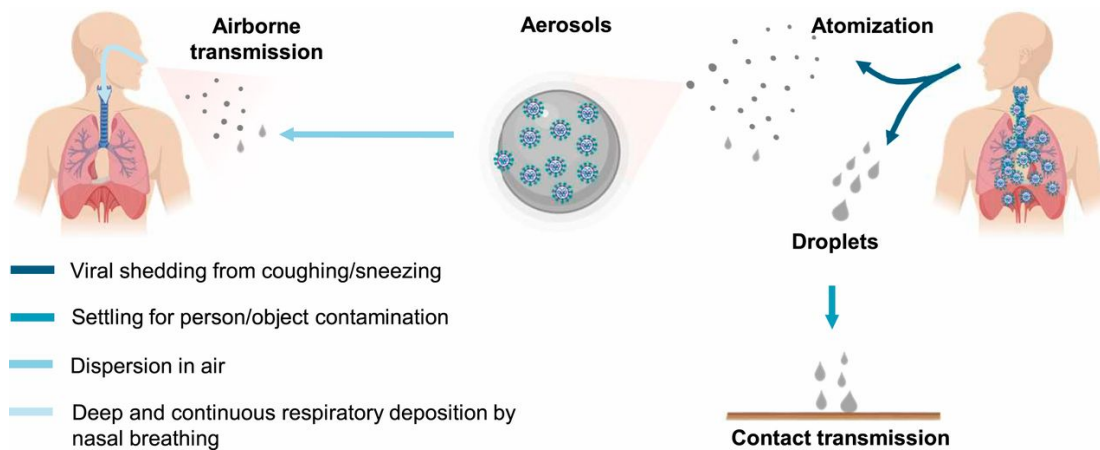 Airborne
transmission
Aerosols
Atomization
Droplets
Viral shedding from coughing/sneezing
Settling for person/object contamination
Dispersion in air
Deep and continuous respiratory deposition by
nasal breathing
Contact transmission